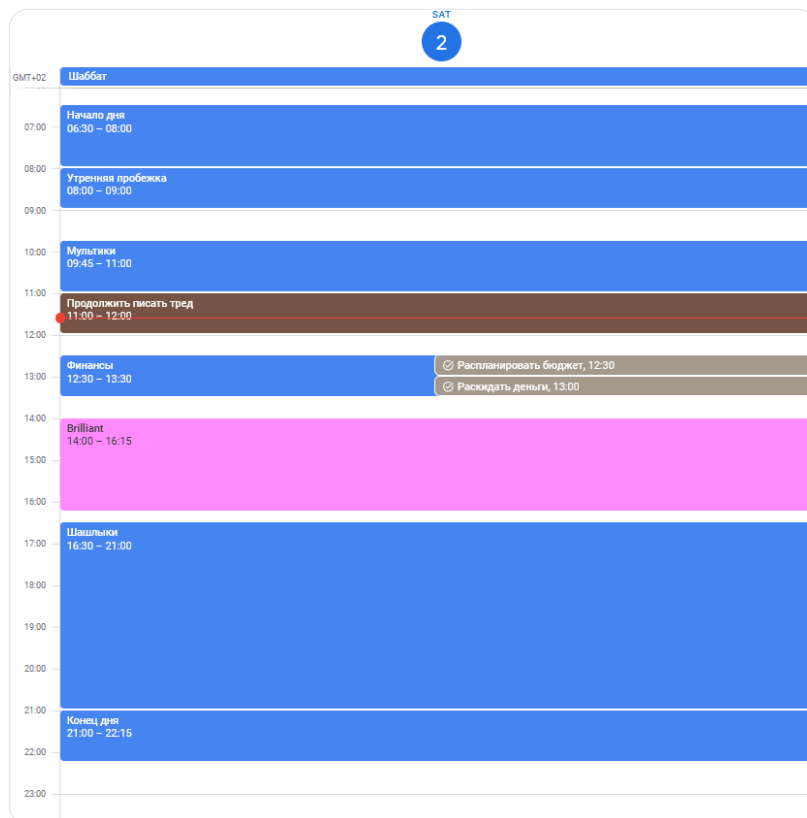 SAT
2
GMT+02
Шаббат
Начало дня
06:30 – 08:00
07:00
08:00
Утренняя пробежка
08:00 – 09:00
09:00
Мультики
09:45 – 11:00
10:00
11:00
Продолжить писать тред
11:00 – 12:00
12:00
Финансы
12:30 – 13:30
Распланировать бюджет, 12:30
13:00
Раскидать деньги, 13:00
14:00
Brilliant
14:00 – 16:15
15:00
16:00
Шашлыки
16:30 – 21:00
17:00
18:00
19:00
20:00
21:00
Конец дня
21:00 – 22:15
22:00
23:00